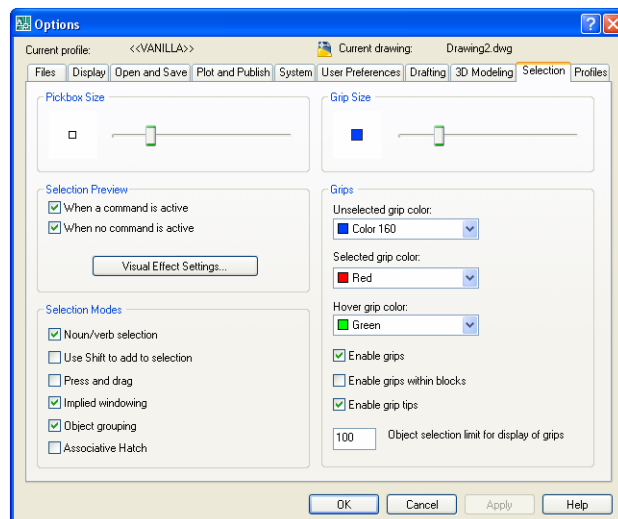 Options
Current profile: <<VANILLA>> Current drawing: Drawing2.dwg
Files Display Open and Save Plot and Publish System User Preferences Drafting 3D Modeling Selection Profiles
Pickbox Size
Grip Size
Selection Preview
When a command is active
When no command is active
Visual Effect Settings...
Selection Modes
Noun/verb selection
Use Shift to add to selection
Press and drag
Implied windowing
Object grouping
Associative Hatch
Grips
Unselected grip color:
Color 160
Selected grip color:
Red
Hover grip color:
Green
Enable grips
Enable grips within blocks
Enable grip tips
100 Object selection limit for display of grips
OK Cancel Apply Help